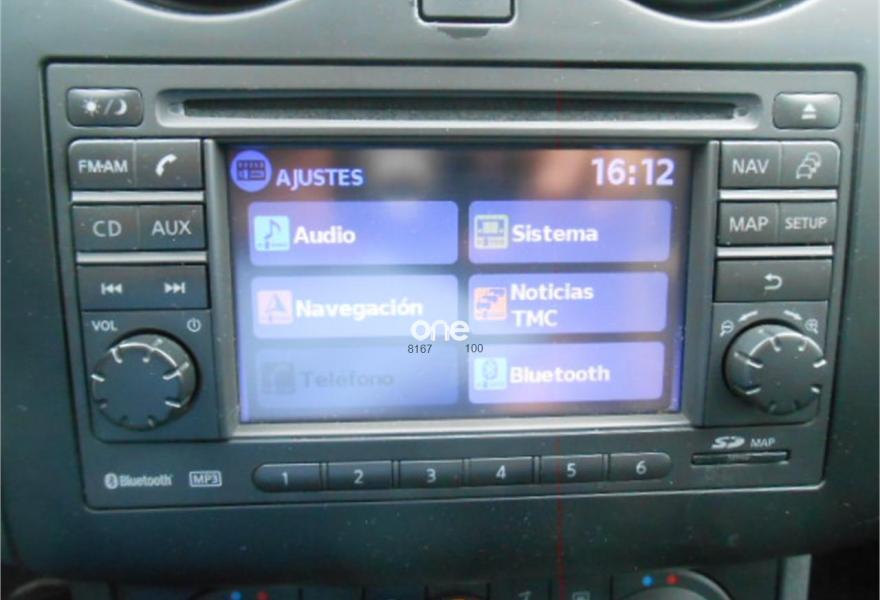 FM·AM
CD AUX
VOL
AJUSTES 16:12
Audio Sistema
Navegación Noticias
TMC
Teléfono Bluetooth
one
8167 100
NAV
MAP SETUP
Bluetooth MP3
1 2 3 4 5 6
SD MAP